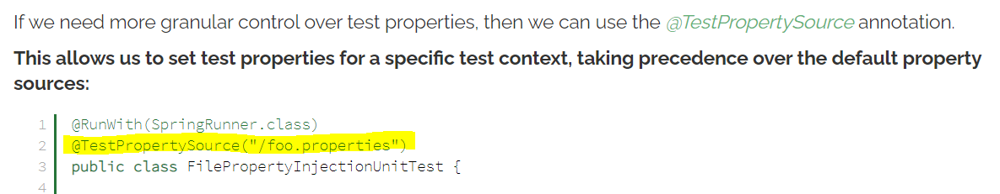 If we need more granular control over test properties, then we can use the @TestPropertySource annotation.
This allows us to set test properties for a specific test context, taking precedence over the default property
sources:
1 @RunWith(SpringRunner.class)
2 @TestPropertySource("/foo.properties")
3 public class FilePropertyInjectionUnitTest {
4